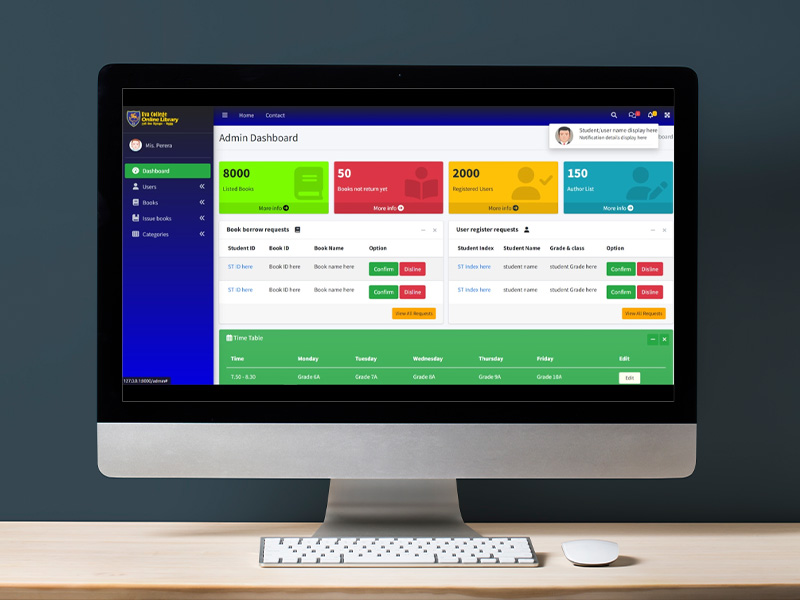 Uva College
Online Library
Home
Contact
Admin Dashboard
Student, user name display here
Notification details display here
board
Ms. Perera
Dashboard
Users
Books
Issue books
Categories
8000
Listed Books
More info
50
Books not return yet
More info
2000
Registered Users
More info
150
Author List
More info
Book borrow requests
Student ID Book ID Book Name Option
ST ID here Book ID here Book name here Confirm Disline
ST ID here Book ID here Book name here Confirm Disline
View All Requests
User register requests
Student Index Student Name Grade & class Option
ST Index here student name student Grade here Confirm Disline
ST Index here student name student Grade here Confirm Disline
View All Requests
Time Table
Time Monday Tuesday Wednesday Thursday Friday Edit
7.50 - 8.30 Grade 6A Grade 7A Grade 8A Grade 9A Grade 10A Edit
127.0.0.1:8000/admin#